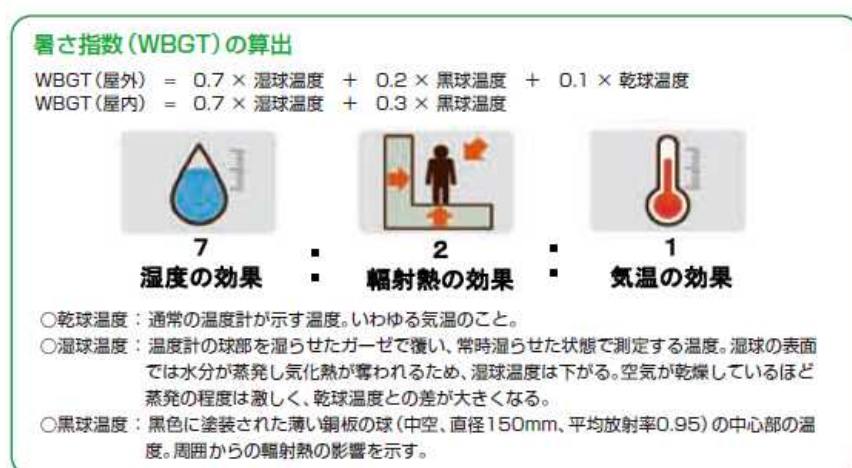 暑さ指数(WBGT)の算出
WBGT(屋外) = 0.7 × 湿球温度 + 0.2 × 黒球温度 + 0.1 × 乾球温度
WBGT(屋内) = 0.7 × 湿球温度 + 0.3 × 黒球温度
7 : 2 : 1
湿度の効果 輻射熱の効果 気温の効果
○乾球温度:通常の温度計が示す温度。いわゆる気温のこと。
○湿球温度:温度計の球部を湿らせたガーゼで覆い、常時湿らせた状態で測定する温度。湿球の表面
では水分が蒸発し気化熱が奪われるため、湿球温度は下がる。空気が乾燥しているほど
蒸発の程度は激しく、乾球温度との差が大きくなる。
○黒球温度:黒色に塗装された薄い銅板の球(中空、直径150mm、平均放射率0.95)の中心部の温
度。周囲からの輻射熱の影響を示す。